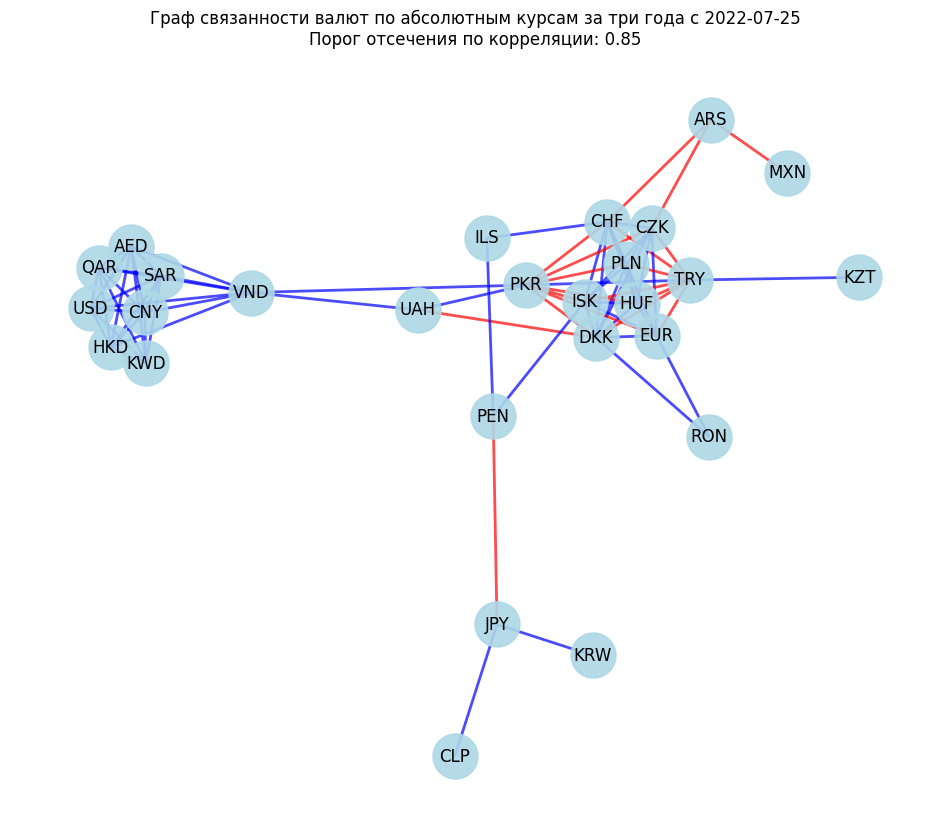 Граф связанности валют по абсолютным курсам за три года с 2022-07-25
Порог отсечения по корреляции: 0.85
ARS
MXN
CHF
CZK
ILS
AED
PLN
QAR
SAR
KZT
TRY
PKR
VND
ISK
HUF
USD
CNY
UAH
EUR
DKK
HKD
KWD
PEN
RON
JPY
KRW
CLP